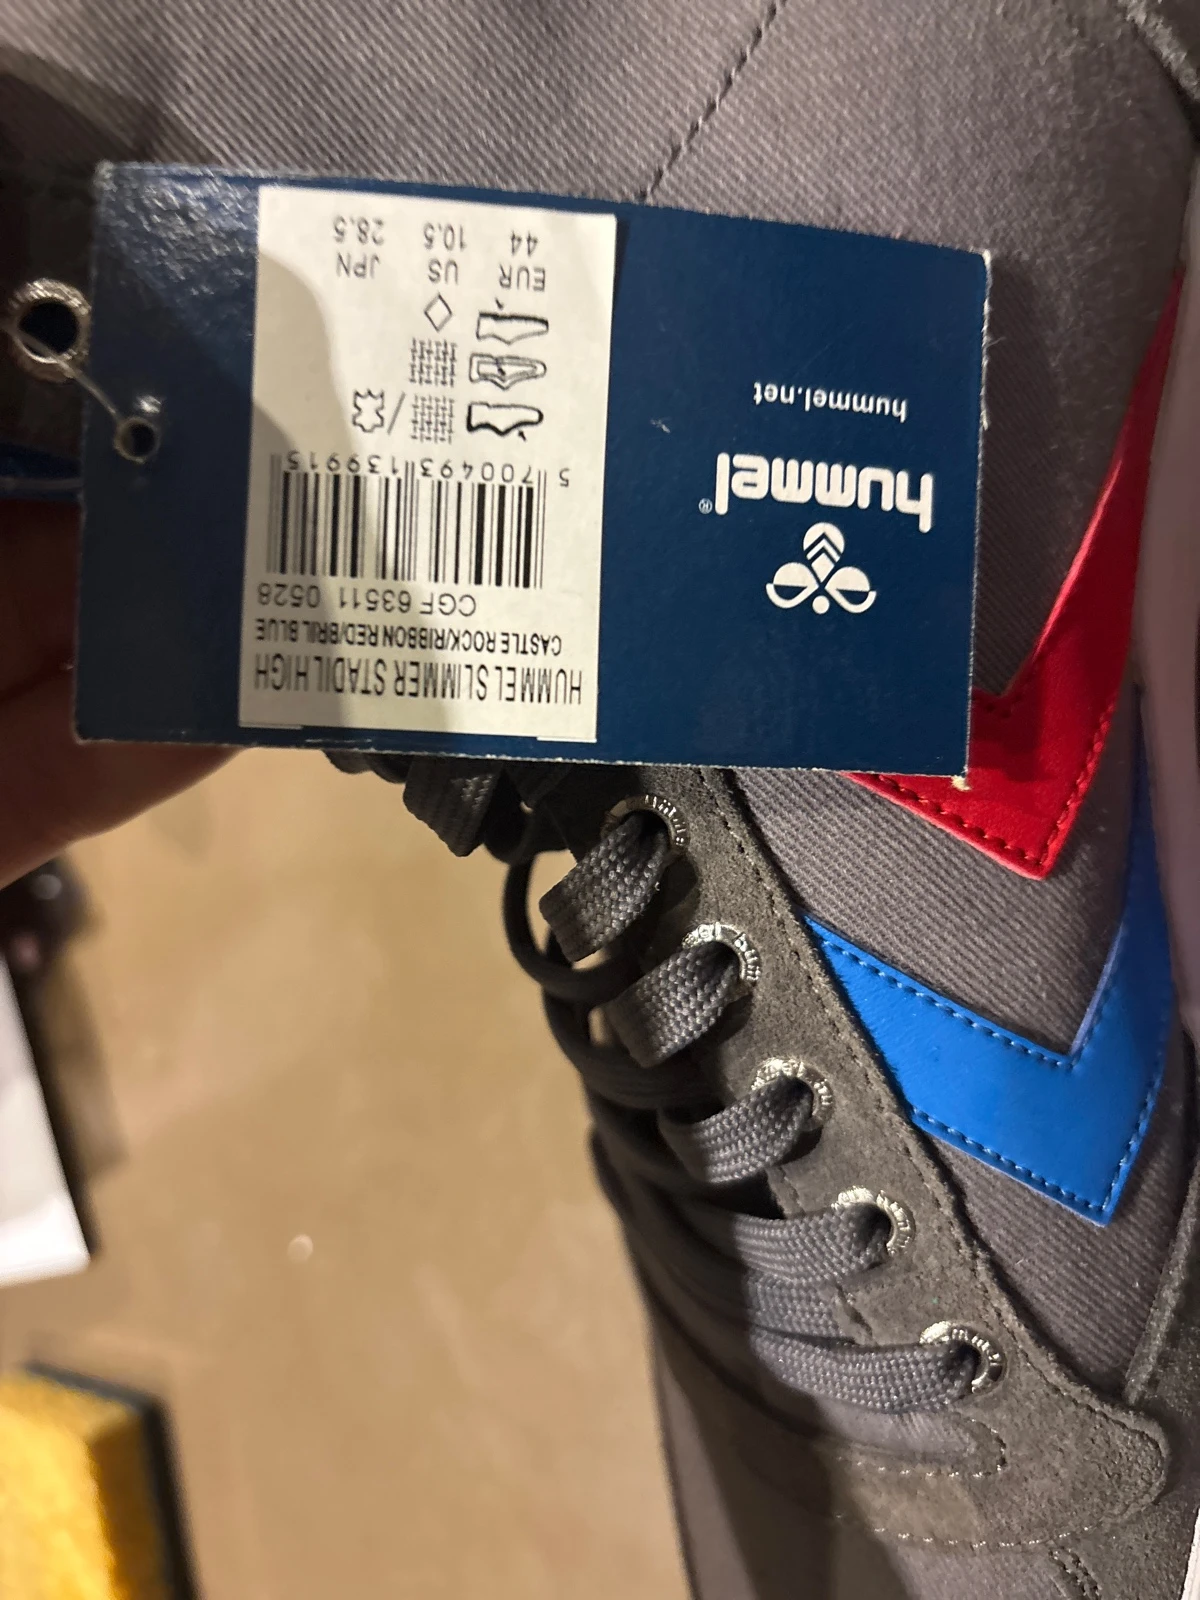 hummel®
hummel.net
HUMMEL SLIMMER STADIL HIGH
CASTLE ROCK/RIBBON RED/BRIL BLUE
CGF 63511 0528
5 700493 139915
EUR US JPN
44 10.5 28.5